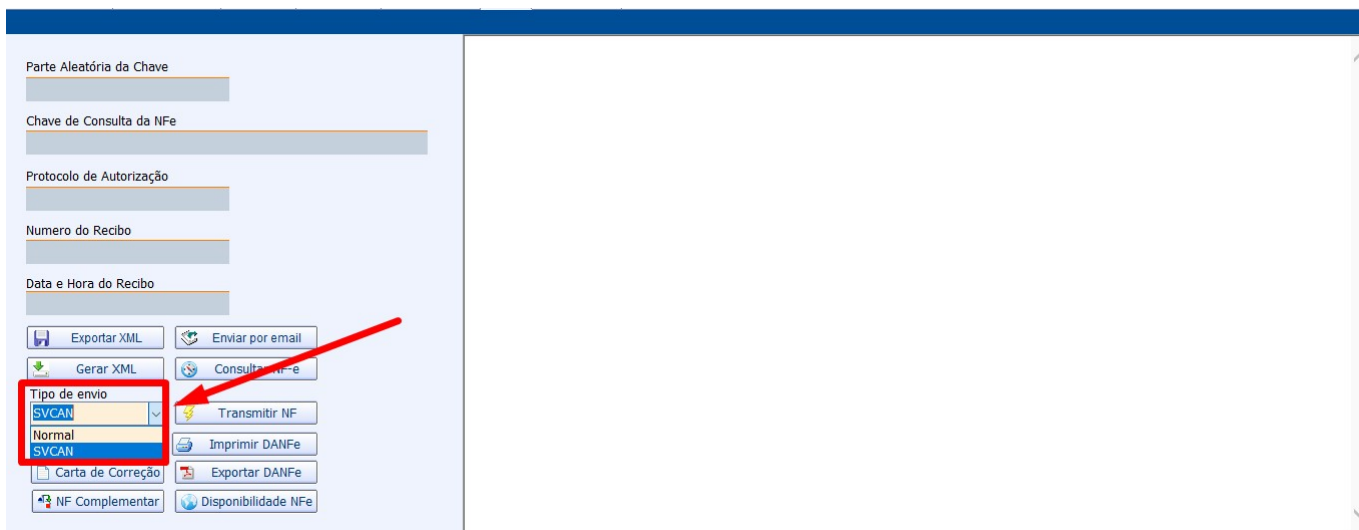 Parte Aleatória da Chave
Chave de Consulta da NFe
Protocolo de Autorização
Numero do Recibo
Data e Hora do Recibo
Exportar XML Enviar por email
Gerar XML Consultar NF-e
Tipo de envio
SVCAN Transmitir NF
Normal Imprimir DANFe
SVCAN
Carta de Correção Exportar DANFe
NF Complementar Disponibilidade NFe